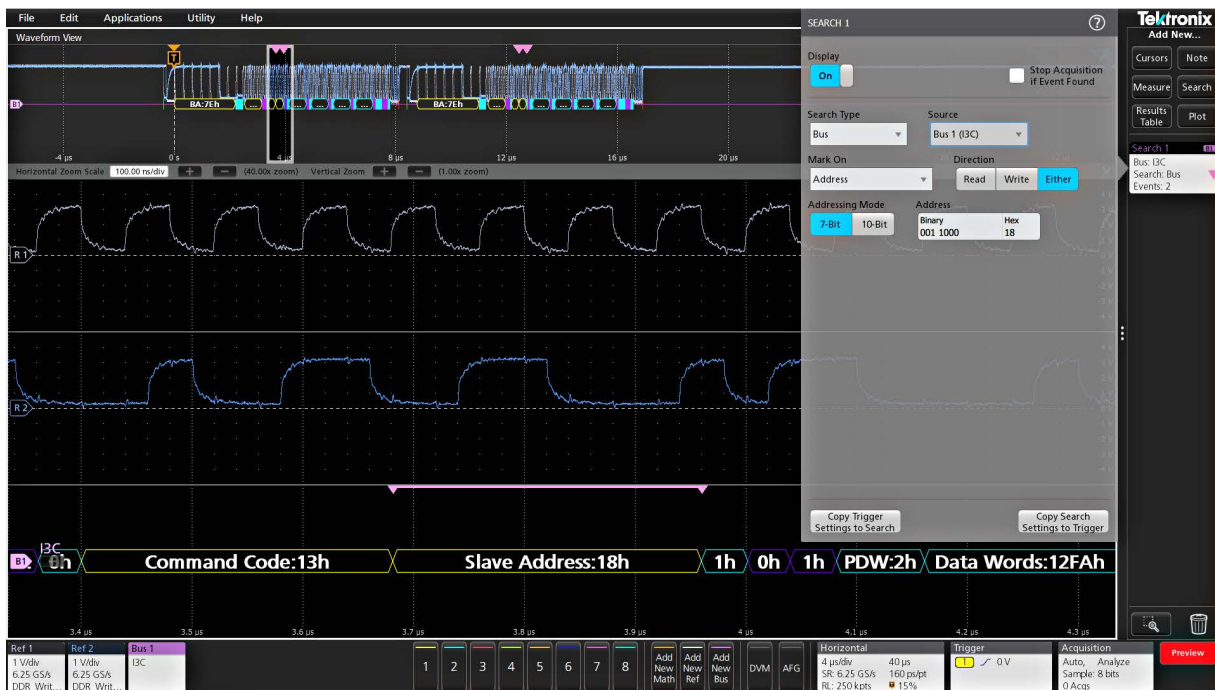 File Edit Applications Utility Help
Tektronix
Add New...
Waveform View
SEARCH 1
?
Cursors Note
Measure Search
Results Table Plot
T
B1
BA:7Eh ... ... ... ... ... BA:7Eh ... ... ... ... ...
-4 µs 0 s 4 µs 8 µs 12 µs 16 µs 20 µs
Horizontal Zoom Scale 100.00 ns/div + − (40.00x zoom) Vertical Zoom + − (1.00x zoom)
Display
On
Stop Acquisition
if Event Found
Search Type Source
Bus Bus 1 (I3C)
Mark On Direction
Address Read Write Either
Addressing Mode Address
7-Bit 10-Bit
Binary Hex
001 1000 18
Search 1 B1
Bus: I3C
Search: Bus
Events: 2
R 1
R 2
Copy Trigger
Settings to Search
Copy Search
Settings to Trigger
I3C
B1 0h Command Code:13h Slave Address:18h 1h 0h 1h PDW:2h Data Words:12FAh
3.4 µs 3.5 µs 3.6 µs 3.7 µs 3.8 µs 3.9 µs 4 µs 4.1 µs 4.2 µs 4.3 µs
Ref 1
1 V/div
6.25 GS/s
DDR Writ...
Ref 2
1 V/div
6.25 GS/s
DDR Writ...
Bus 1
I3C
1 2 3 4 5 6 7 8
Add New Math
Add New Ref
Add New Bus
DVM AFG
Horizontal
4 µs/div 40 µs
SR: 6.25 GS/s 160 ps/pt
RL: 250 kpts 15%
Trigger
1 0 V
Acquisition
Auto, Analyze
Sample: 8 bits
0 Acqs
Preview